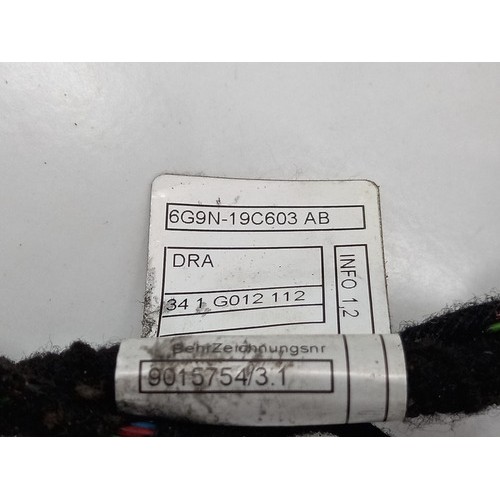 6G9N-19C603 AB
DRA
34 1 G012 112
INFO 1,2
BehrZeichnungsnr
9015754/3.1